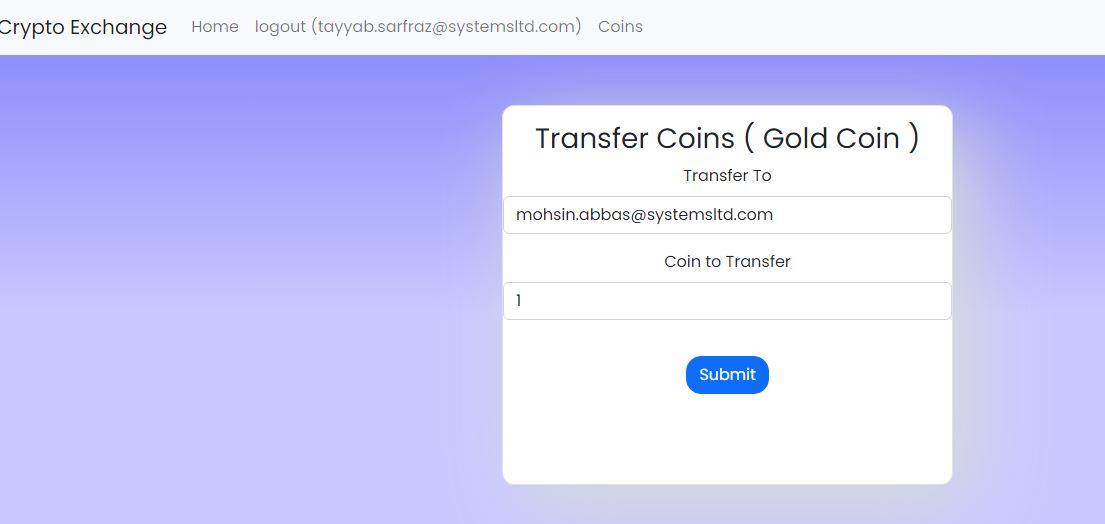 Crypto Exchange Home logout (tayyab.sarfraz@systemsltd.com) Coins
Transfer Coins ( Gold Coin )
Transfer To
mohsin.abbas@systemsltd.com
Coin to Transfer
1
Submit